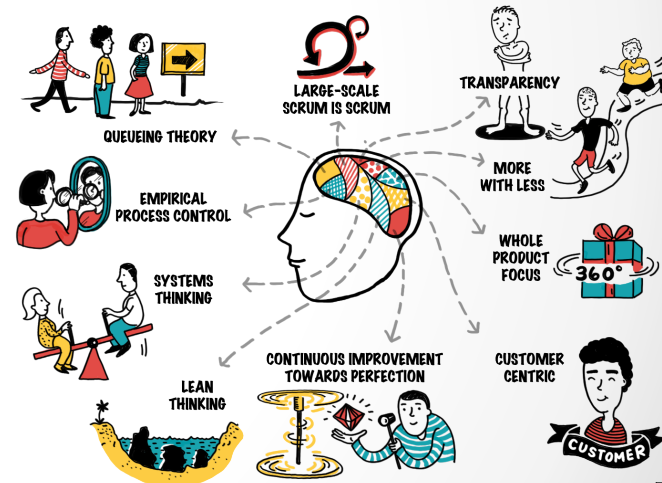 LARGE-SCALE
SCRUM IS SCRUM
TRANSPARENCY
QUEUEING THEORY
MORE
WITH LESS
EMPIRICAL
PROCESS CONTROL
WHOLE
PRODUCT
FOCUS
360°
SYSTEMS
THINKING
CONTINUOUS IMPROVEMENT
TOWARDS PERFECTION
CUSTOMER
CENTRIC
LEAN
THINKING
CUSTOMER